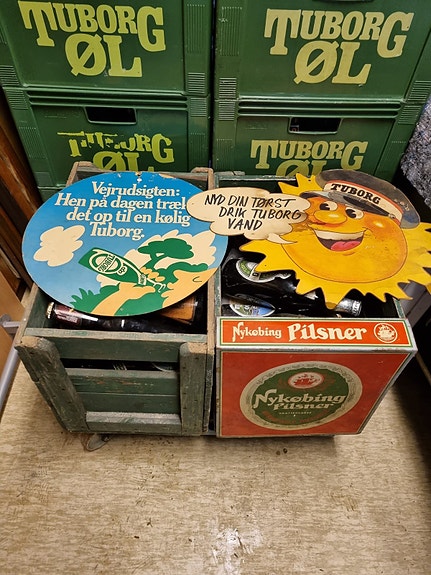 TUBORG
ØL
TUBORG
ØL
TUBORG
ØL
TUBORG
ØL
Vejrudsigten:
Hen på dagen træk
det op til en kølig
Tuborg.
TUBORG
NYD DIN TØRST
DRIK TUBORG
VAND
Nykøbing Pilsner
Nykøbing
Pilsner